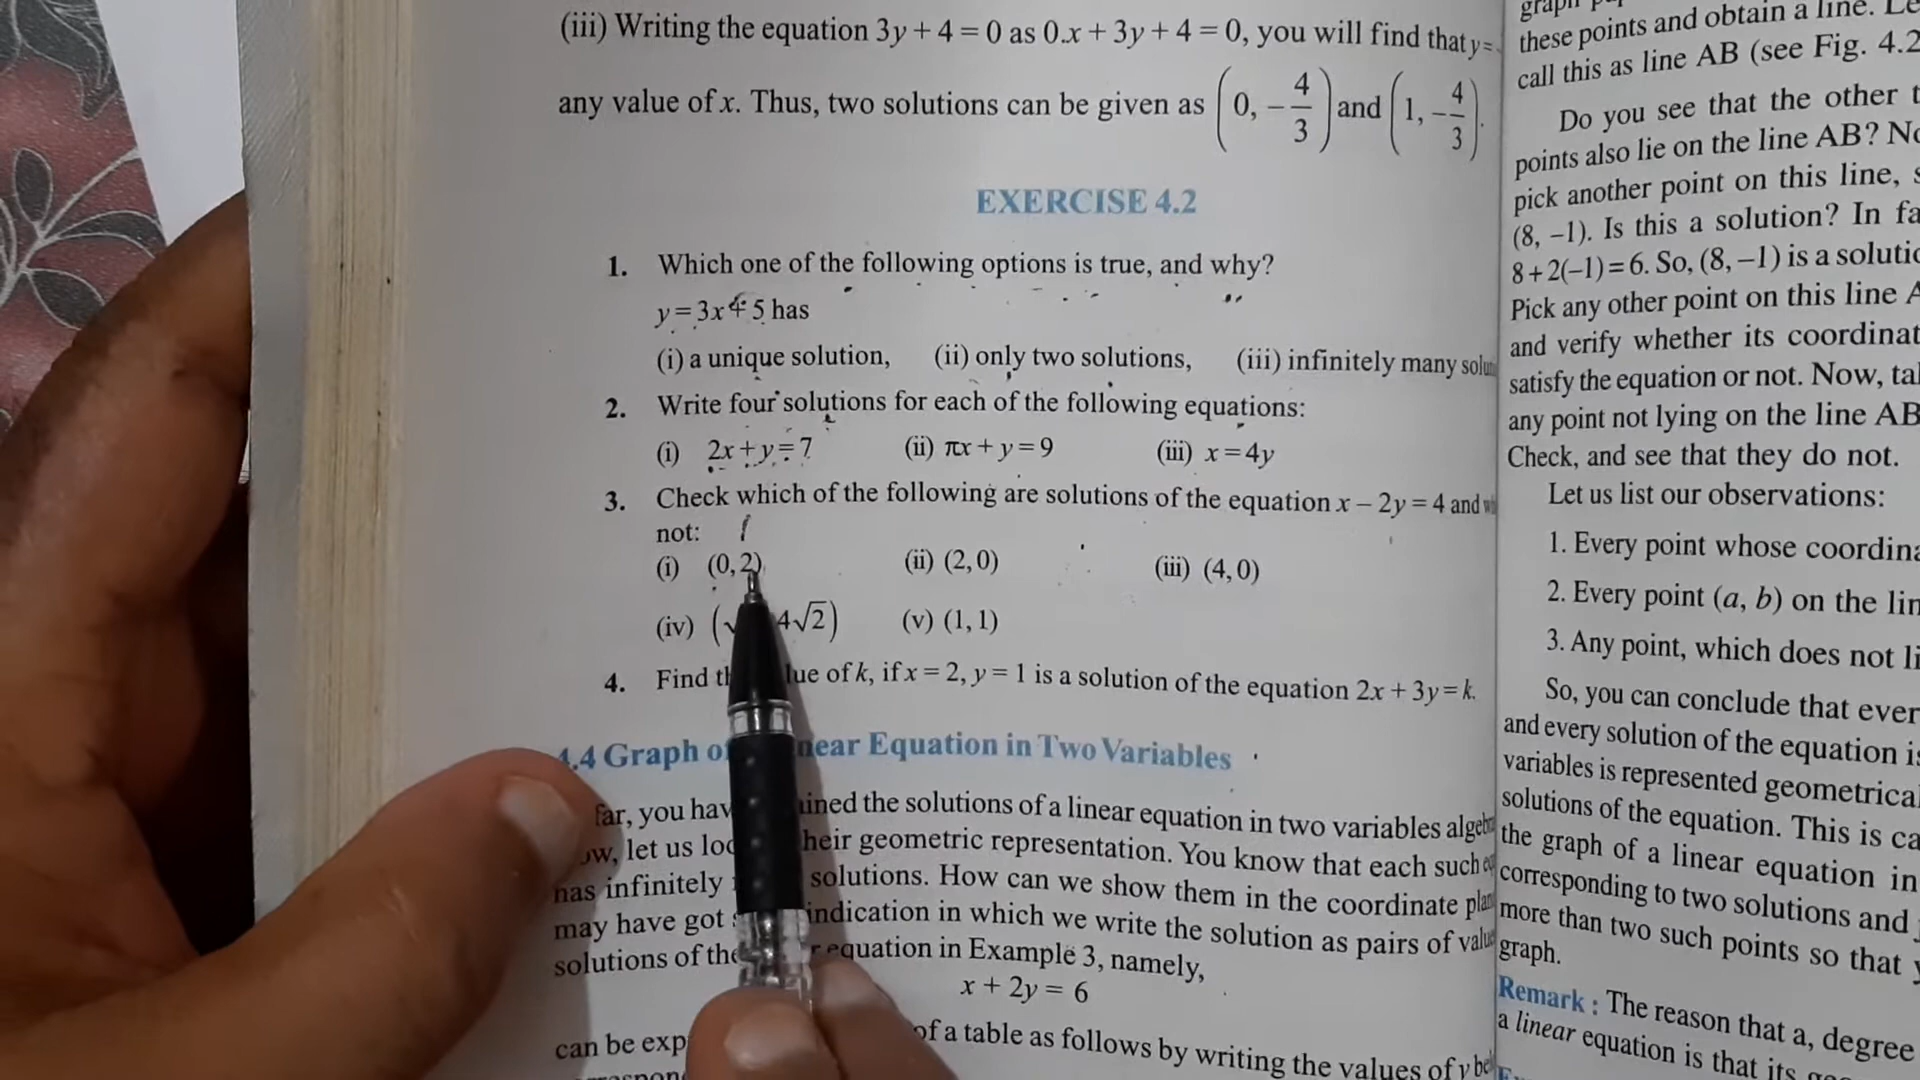 (iii) Writing the equation 3y + 4 = 0 as 0.x + 3y + 4 = 0, you will find that y =
any value of x. Thus, two solutions can be given as (0, −4/3) and (1, −4/3).
EXERCISE 4.2
1. Which one of the following options is true, and why?
y = 3x + 5 has
(i) a unique solution, (ii) only two solutions, (iii) infinitely many
2. Write four solutions for each of the following equations:
(i) 2x + y = 7 (ii) πx + y = 9 (iii) x = 4y
3. Check which of the following are solutions of the equation x – 2y = 4 and
not:
(i) (0, 2) (ii) (2, 0) (iii) (4, 0)
(iv) ( 4√2) (v) (1, 1)
4. Find of k, if x = 2, y = 1 is a solution of the equation 2x + 3y = k.
4.4 Graph Equation in Two Variables
far, you the solutions of a linear equation in two variables
let us geometric representation. You know that each such
has infinitely solutions. How can we show them in the coordinate
may have got indication in which we write the solution as pairs of
solutions of equation in Example 3, namely,
x + 2y = 6
can be of a table as follows by writing the values of y
these points and obtain a line.
call this as line AB (see Fig. 4.2
Do you see that the other
points also lie on the line AB?
pick another point on this line,
(8, –1). Is this a solution? In
8 + 2(–1) = 6. So, (8, –1) is a
Pick any other point on this line
and verify whether its
satisfy the equation or not. Now,
any point not lying on the line AB
Check, and see that they do not.
Let us list our observations:
1. Every point whose
2. Every point (a, b) on the
3. Any point, which does not
So, you can conclude that
and every solution of the equation
variables is represented
solutions of the equation. This is
the graph of a linear equation in
corresponding to two solutions and
more than two such points so that
graph.
Remark : The reason that a, degree
a linear equation is that its